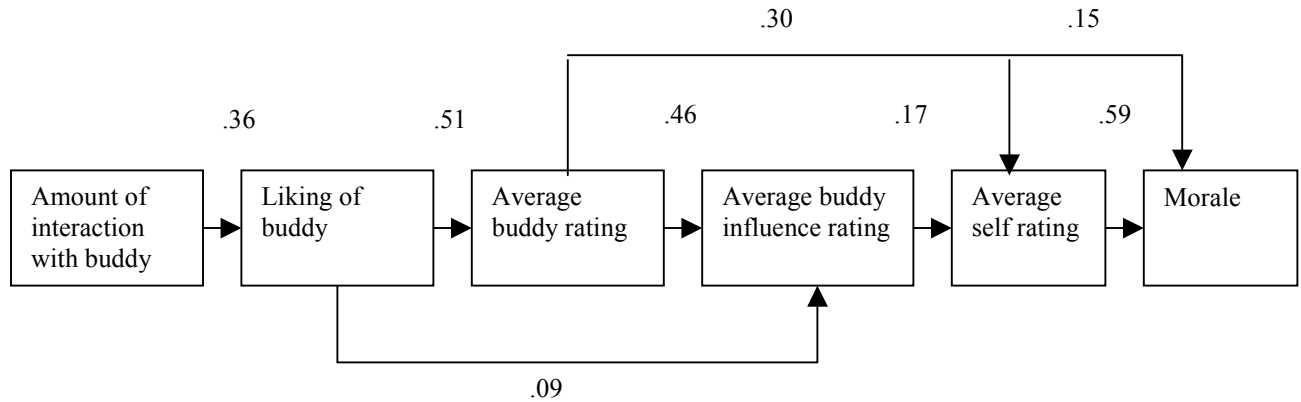 .30 .15
.36 .51 .46 .17 .59
Amount of
interaction
with buddy
Liking of
buddy
Average
buddy rating
Average buddy
influence rating
Average
self rating
Morale
.09